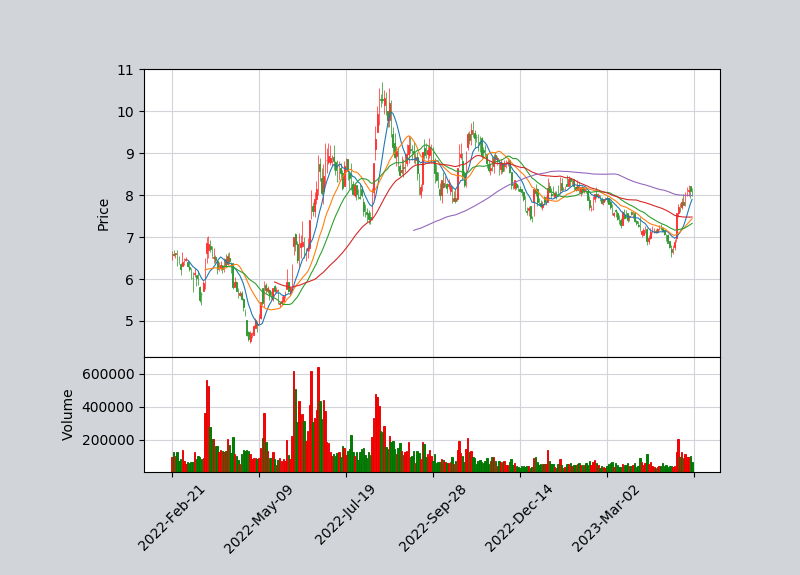 11
10
9
8
7
6
5
Price
600000
400000
200000
Volume
2022-Feb-21
2022-May-09
2022-Jul-19
2022-Sep-28
2022-Dec-14
2023-Mar-02